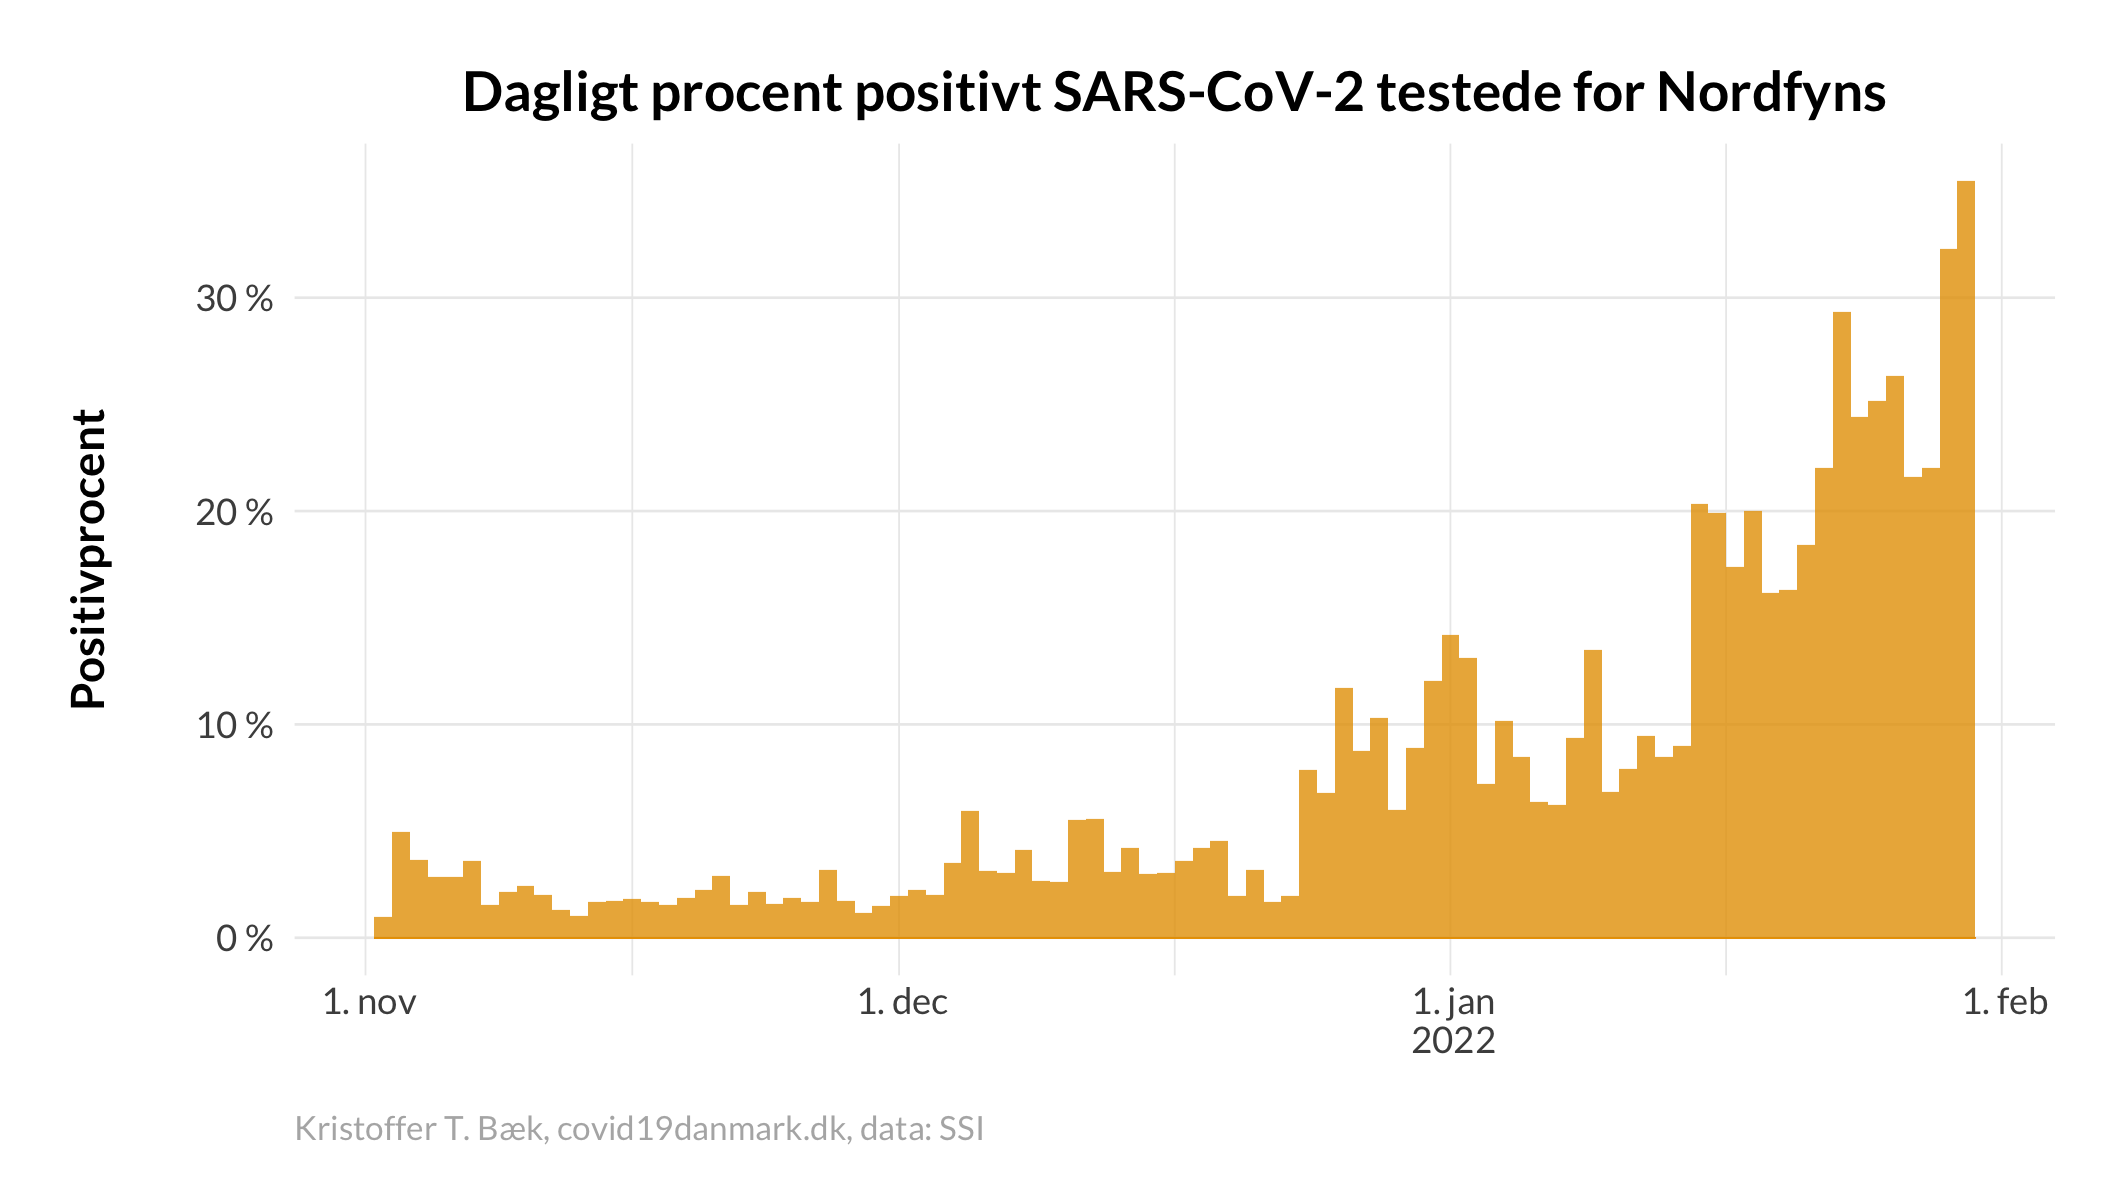 Dagligt procent positivt SARS-CoV-2 testede for Nordfyns
Positivprocent
30 %
20 %
10 %
0 %
1. nov
1. dec
1. jan
2022
1. feb
Kristoffer T. Bæk, covid19danmark.dk, data: SSI